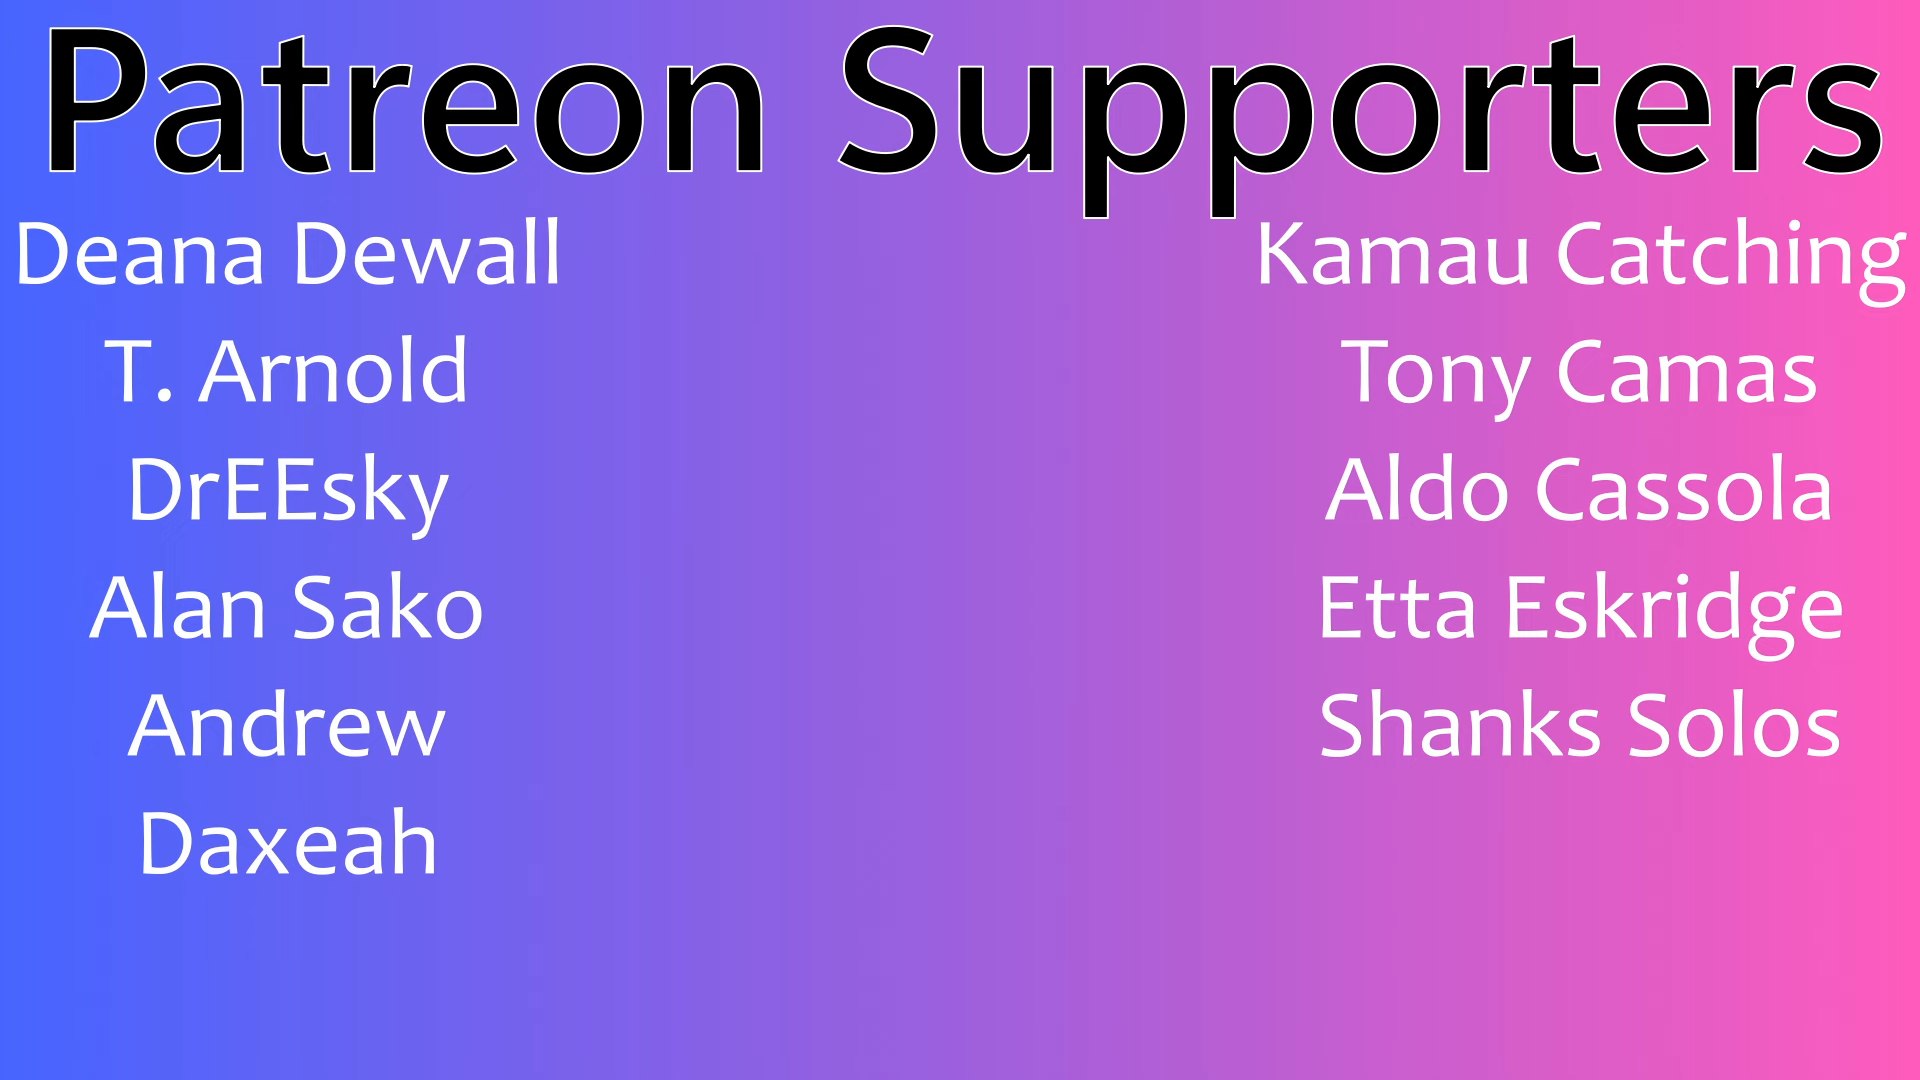 Patreon Supporters
Deana Dewall
T. Arnold
DrEEsky
Alan Sako
Andrew
Daxeah
Kamau Catching
Tony Camas
Aldo Cassola
Etta Eskridge
Shanks Solos